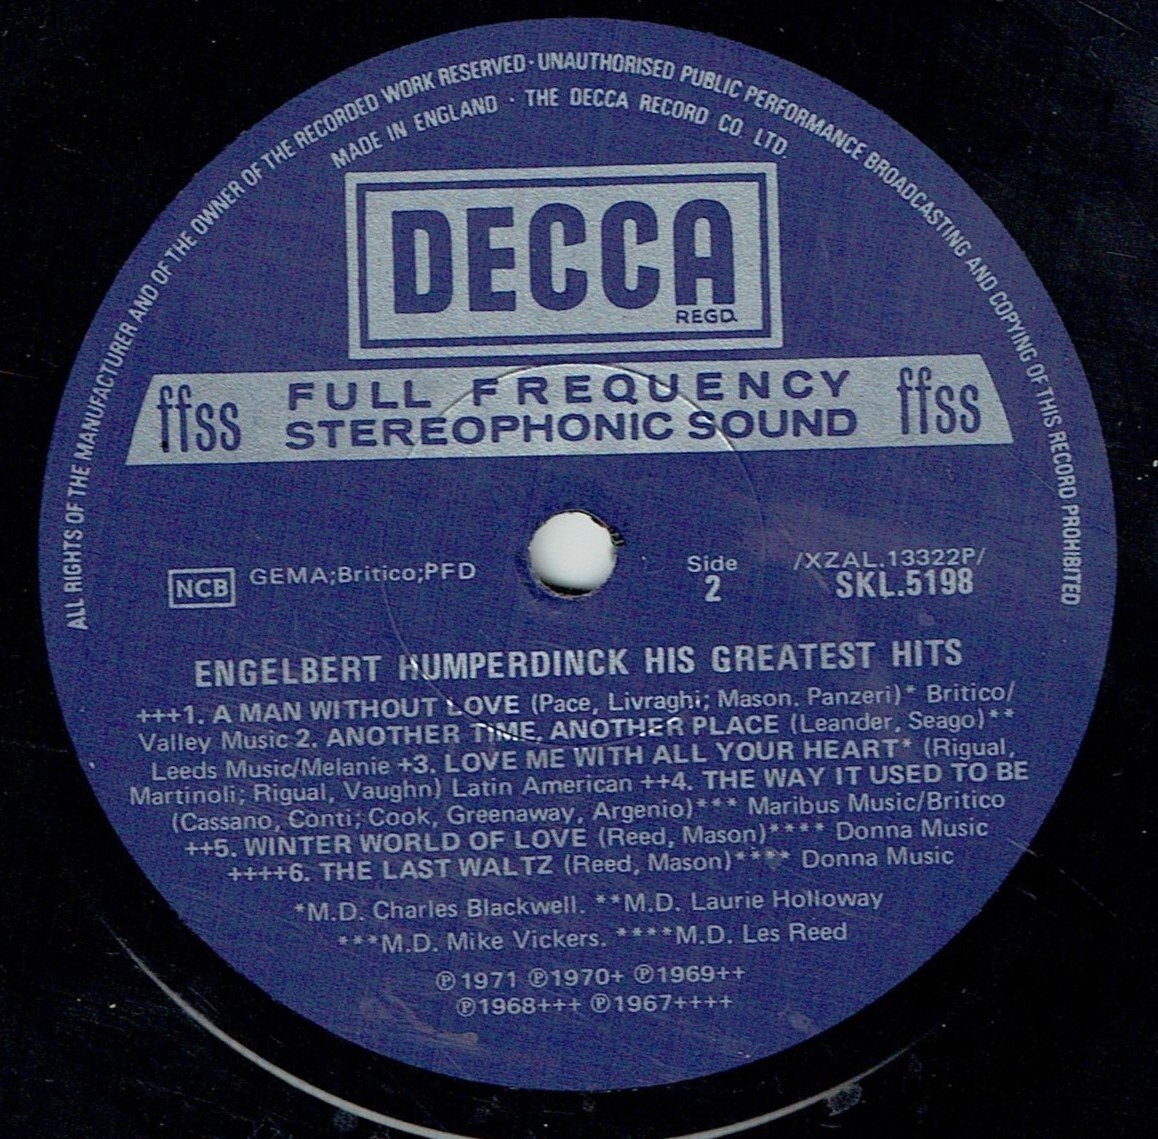 ALL RIGHTS OF THE MANUFACTURER AND OF THE OWNER OF THE RECORDED WORK RESERVED · UNAUTHORISED PUBLIC PERFORMANCE BROADCASTING AND COPYING OF THIS RECORD PROHIBITED
MADE IN ENGLAND · THE DECCA RECORD CO LTD.
DECCA
REGD.
ffss FULL FREQUENCY ffss
STEREOPHONIC SOUND
NCB GEMA;Britico;PFD
Side
2
/XZAL.13322P/
SKL.5198
ENGELBERT HUMPERDINCK HIS GREATEST HITS
+++1. A MAN WITHOUT LOVE (Pace, Livraghi; Mason. Panzeri)* Britico/
Valley Music 2. ANOTHER TIME, ANOTHER PLACE (Leander, Seago)**
Leeds Music/Melanie +3. LOVE ME WITH ALL YOUR HEART* (Rigual,
Martinoli; Rigual, Vaughn) Latin American ++4. THE WAY IT USED TO BE
(Cassano, Conti; Cook, Greenaway, Argenio)*** Maribus Music/Britico
++5. WINTER WORLD OF LOVE (Reed, Mason)**** Donna Music
++++6. THE LAST WALTZ (Reed, Mason)**** Donna Music
*M.D. Charles Blackwell. **M.D. Laurie Holloway
***M.D. Mike Vickers. ****M.D. Les Reed
℗1971 ℗1970+ ℗1969++
℗1968+++ ℗1967++++